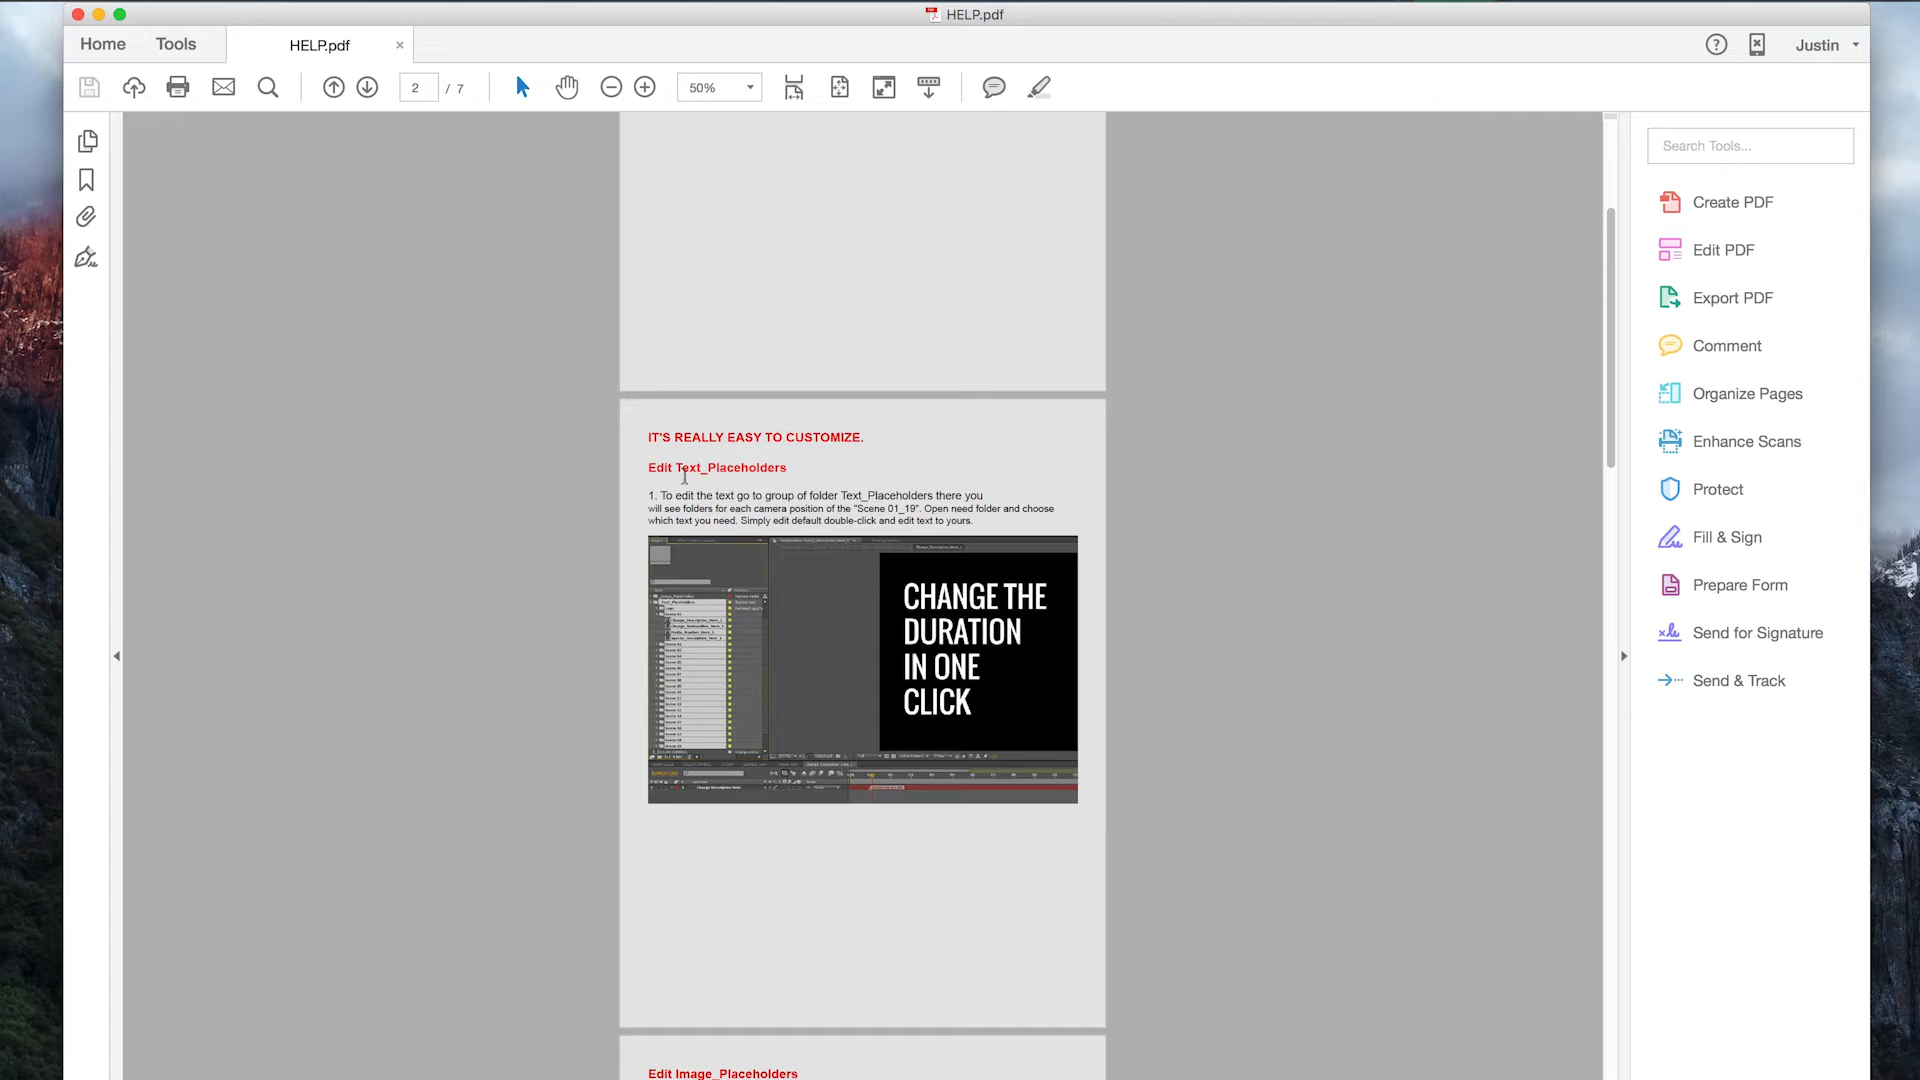 HELP.pdf
Home
Tools
HELP.pdf
Justin
2
/ 7
50%
Search Tools...
Create PDF
Edit PDF
Export PDF
Comment
Organize Pages
Enhance Scans
Protect
Fill & Sign
Prepare Form
Send for Signature
Send & Track
IT'S REALLY EASY TO CUSTOMIZE.
Edit Text_Placeholders
1. To edit the text go to group of folder Text_Placeholders there you
will see folders for each camera position of the "Scene 01_19". Open need folder and choose
which text you need. Simply edit default double-click and edit text to yours.
CHANGE THE
DURATION
IN ONE
CLICK
Edit Image_Placeholders